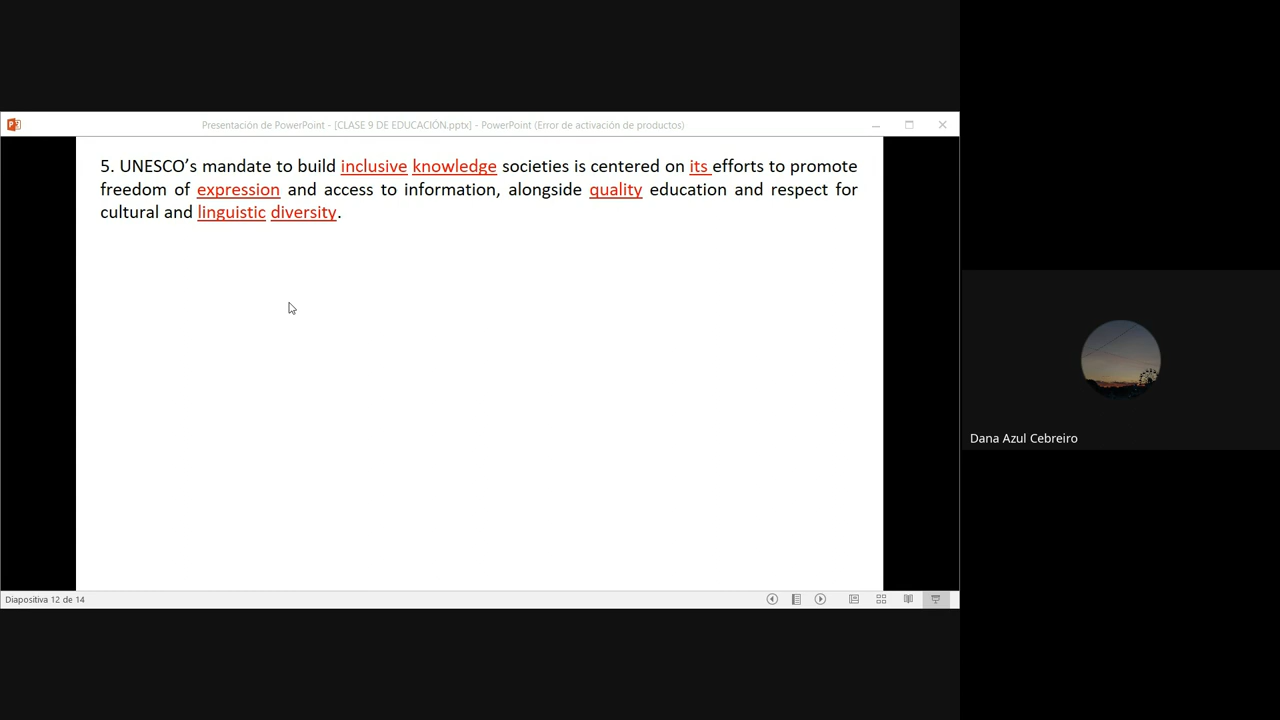 Presentación de PowerPoint - [CLASE 9 DE EDUCACIÓN.pptx] - PowerPoint (Error de activación de productos)
5. UNESCO’s mandate to build inclusive knowledge societies is centered on its efforts to promote
freedom of expression and access to information, alongside quality education and respect for
cultural and linguistic diversity.
Dana Azul Cebreiro
Diapositiva 12 de 14